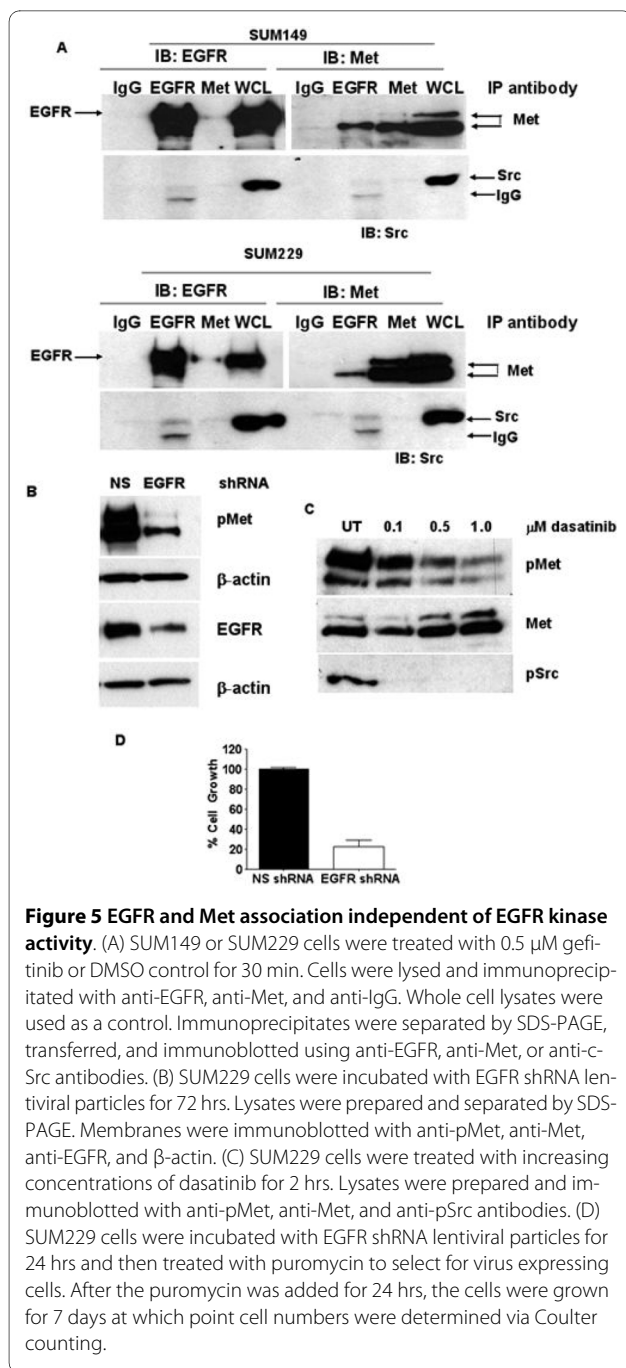 A
SUM149
IB: EGFR IB: Met
IgG EGFR Met WCL IgG EGFR Met WCL IP antibody
EGFR Met
Src
IgG
IB: Src
SUM229
IB: EGFR IB: Met
IgG EGFR Met WCL IgG EGFR Met WCL IP antibody
EGFR Met
Src
IgG
IB: Src
B
NS EGFR shRNA
pMet
β-actin
EGFR
β-actin
C
UT 0.1 0.5 1.0 μM dasatinib
pMet
Met
pSrc
D
% Cell Growth
120
100
80
60
40
20
0
NS shRNA EGFR shRNA
Figure 5 EGFR and Met association independent of EGFR kinase
activity. (A) SUM149 or SUM229 cells were treated with 0.5 μM gefi-
tinib or DMSO control for 30 min. Cells were lysed and immunoprecip-
itated with anti-EGFR, anti-Met, and anti-IgG. Whole cell lysates were
used as a control. Immunoprecipitates were separated by SDS-PAGE,
transferred, and immunoblotted using anti-EGFR, anti-Met, or anti-c-
Src antibodies. (B) SUM229 cells were incubated with EGFR shRNA len-
tiviral particles for 72 hrs. Lysates were prepared and separated by SDS-
PAGE. Membranes were immunoblotted with anti-pMet, anti-Met,
anti-EGFR, and β-actin. (C) SUM229 cells were treated with increasing
concentrations of dasatinib for 2 hrs. Lysates were prepared and im-
munoblotted with anti-pMet, anti-Met, and anti-pSrc antibodies. (D)
SUM229 cells were incubated with EGFR shRNA lentiviral particles for
24 hrs and then treated with puromycin to select for virus expressing
cells. After the puromycin was added for 24 hrs, the cells were grown
for 7 days at which point cell numbers were determined via Coulter
counting.